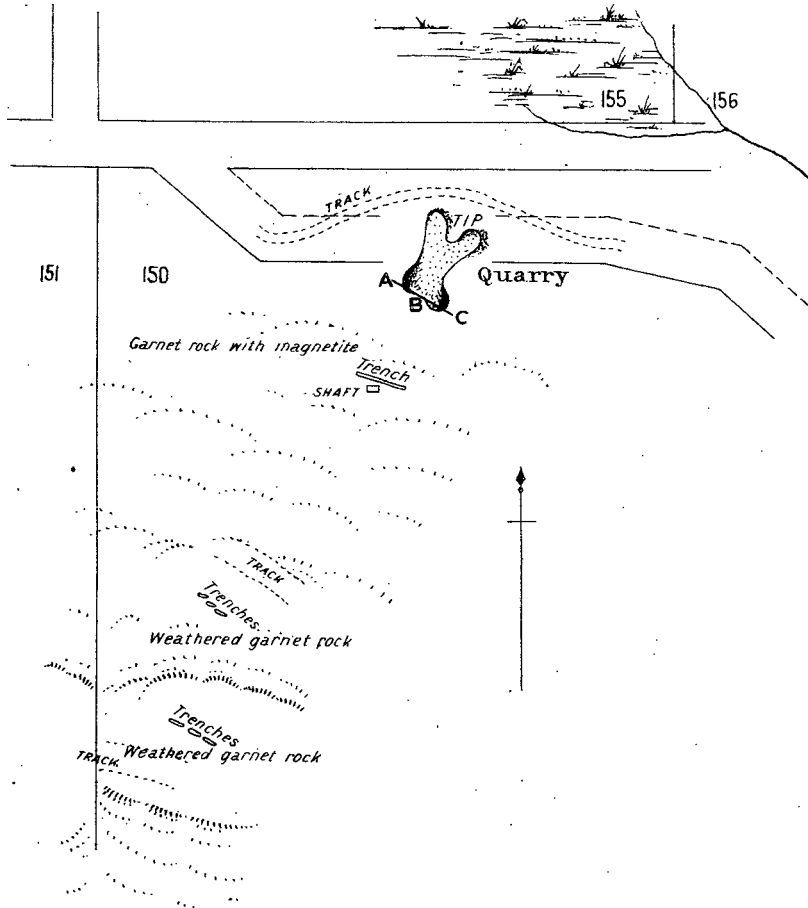 155
156
TRACK
TIP
151
150
Quarry
A
B
C
Garnet rock with magnetite
Trench
SHAFT
TRACK
Trenches
Weathered garnet rock
Trenches
Weathered garnet rock
TRACK